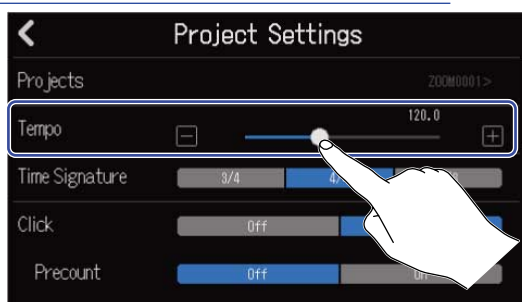 < Project Settings
Projects ZOOM0001>
120.0
Tempo - +
Time Signature 3/4
Click Off
Precount Off